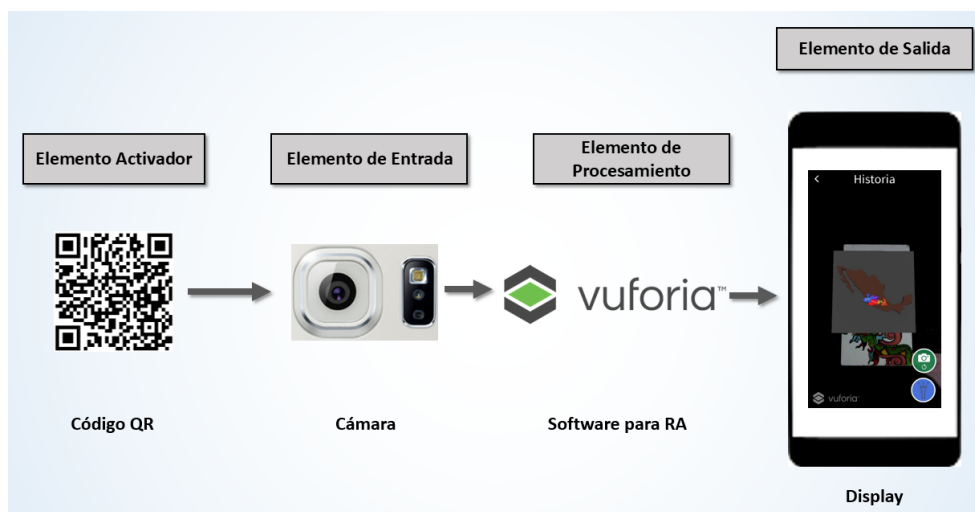 Elemento de Salida
Elemento Activador
Elemento de Entrada
Elemento de
Procesamiento
Historia
vuforia™
vuforia™
Código QR
Cámara
Software para RA
Display